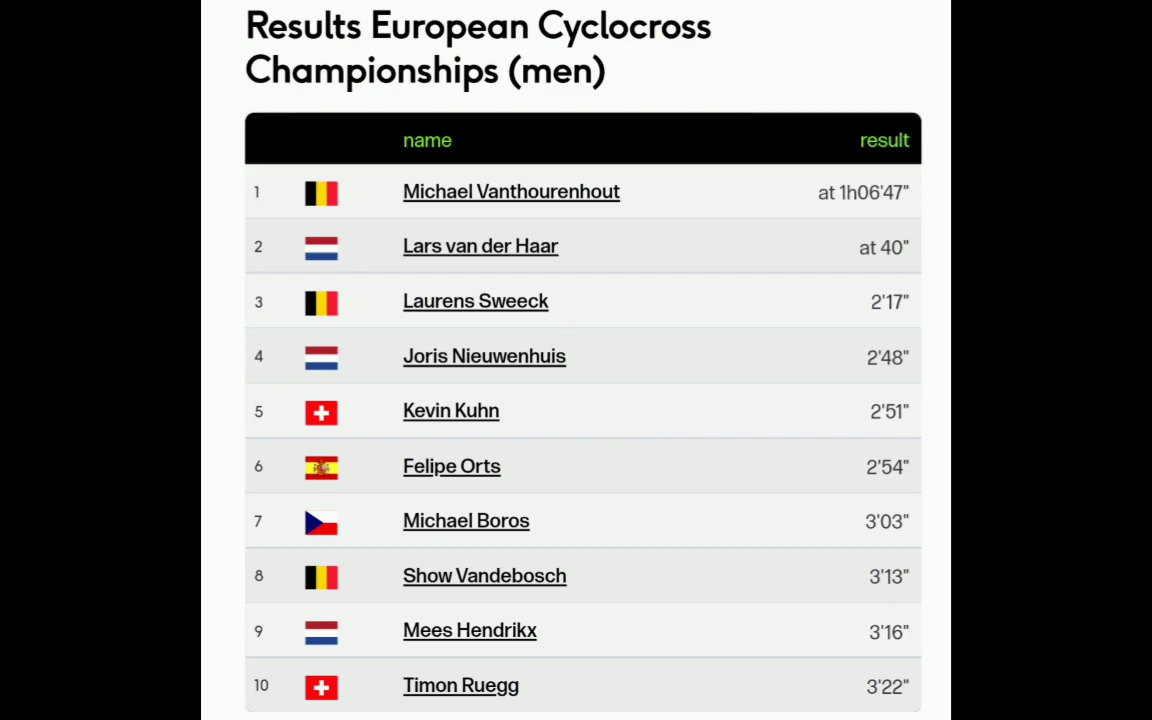 Results European Cyclocross
Championships (men)
name result
1 Michael Vanthourenhout at 1h06'47"
2 Lars van der Haar at 40"
3 Laurens Sweeck 2'17"
4 Joris Nieuwenhuis 2'48"
5 Kevin Kuhn 2'51"
6 Felipe Orts 2'54"
7 Michael Boros 3'03"
8 Show Vandebosch 3'13"
9 Mees Hendrikx 3'16"
10 Timon Ruegg 3'22"